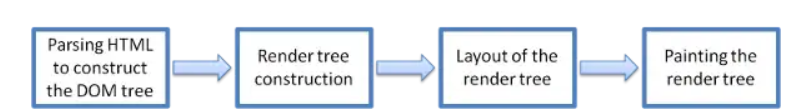 Parsing HTML
to construct
the DOM tree
Render tree
construction
Layout of the
render tree
Painting the
render tree